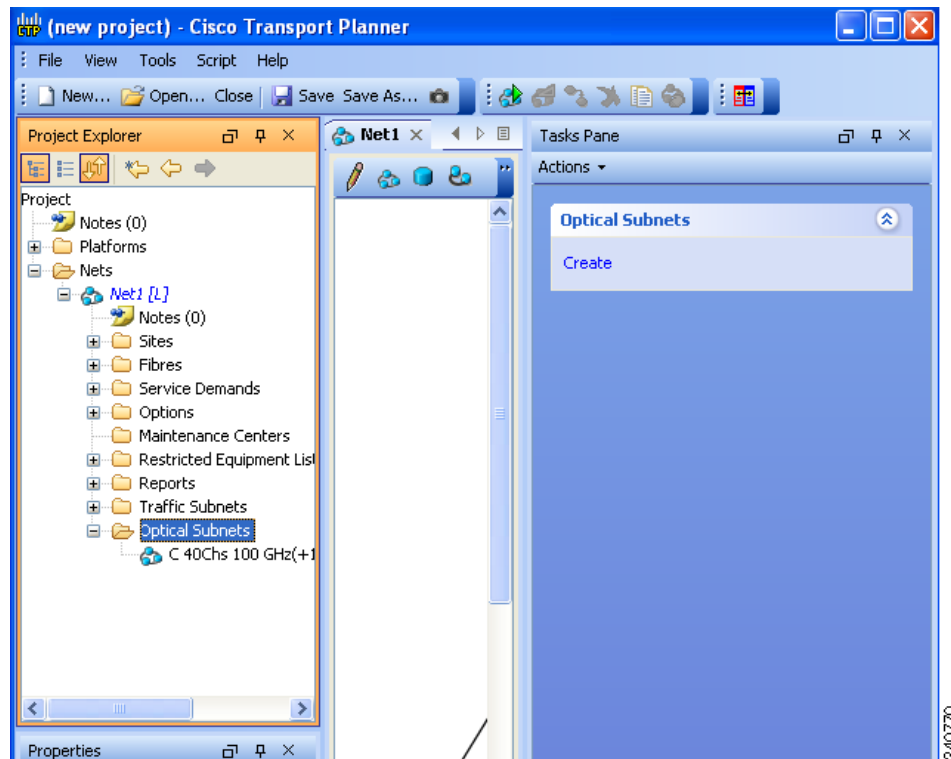 CTP (new project) - Cisco Transport Planner
File View Tools Script Help
New... Open... Close Save Save As...
Project Explorer
Net1
Tasks Pane
Actions
Project
Notes (0)
Platforms
Nets
Net1 [L]
Notes (0)
Sites
Fibres
Service Demands
Options
Maintenance Centers
Restricted Equipment List
Reports
Traffic Subnets
Optical Subnets
C 40Chs 100 GHz(+1
Optical Subnets
Create
Properties
240770